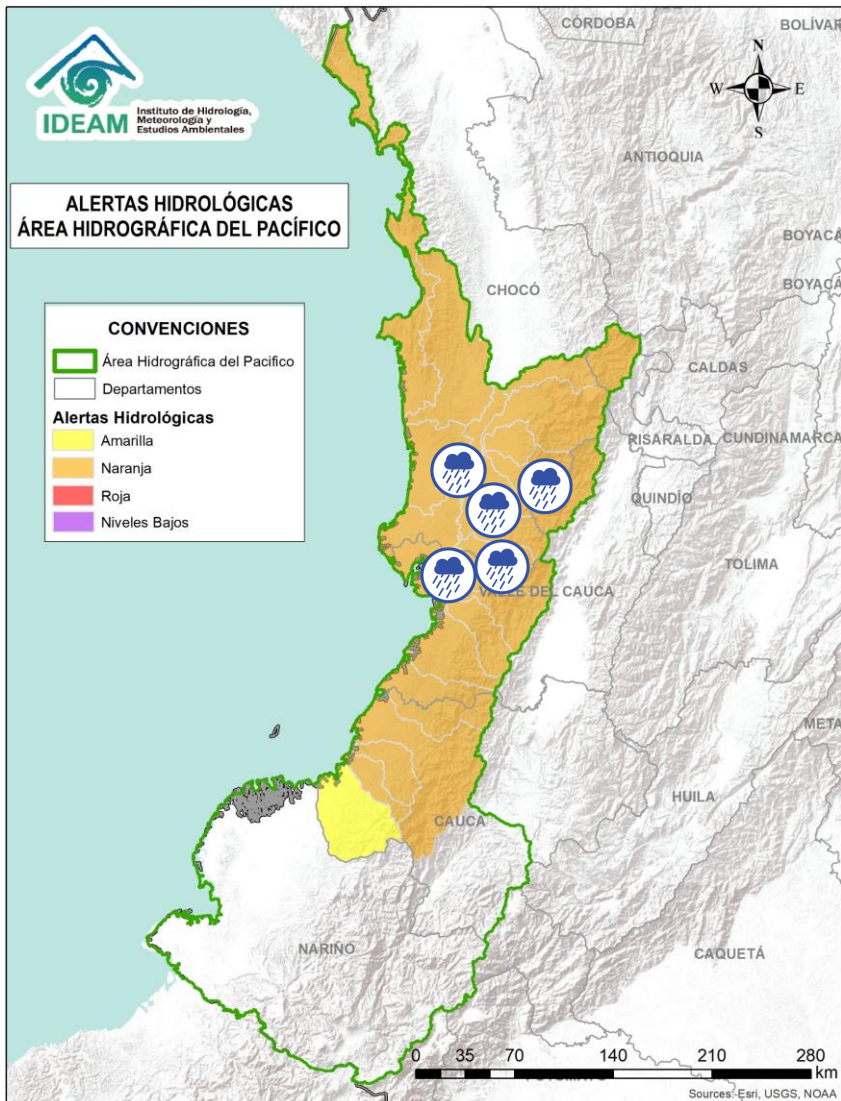 IDEAM
Instituto de Hidrología,
Meteorología y
Estudios Ambientales
ALERTAS HIDROLÓGICAS
ÁREA HIDROGRÁFICA DEL PACÍFICO
CONVENCIONES
Área Hidrográfica del Pacifico
Departamentos
Alertas Hidrológicas
Amarilla
Naranja
Roja
Niveles Bajos
N
W E
S
CÓRDOBA
BOLÍVAR
ANTIOQUIA
BOYACÁ
BOYACÁ
CHOCÓ
CALDAS
RISARALDA
CUNDINAMARCA
QUINDÍO
TOLIMA
VALLE DEL CAUCA
META
HUILA
CAUCA
NARIÑO
CAQUETÁ
0 35 70 140 210 280
km
Sources: Esri, USGS, NOAA